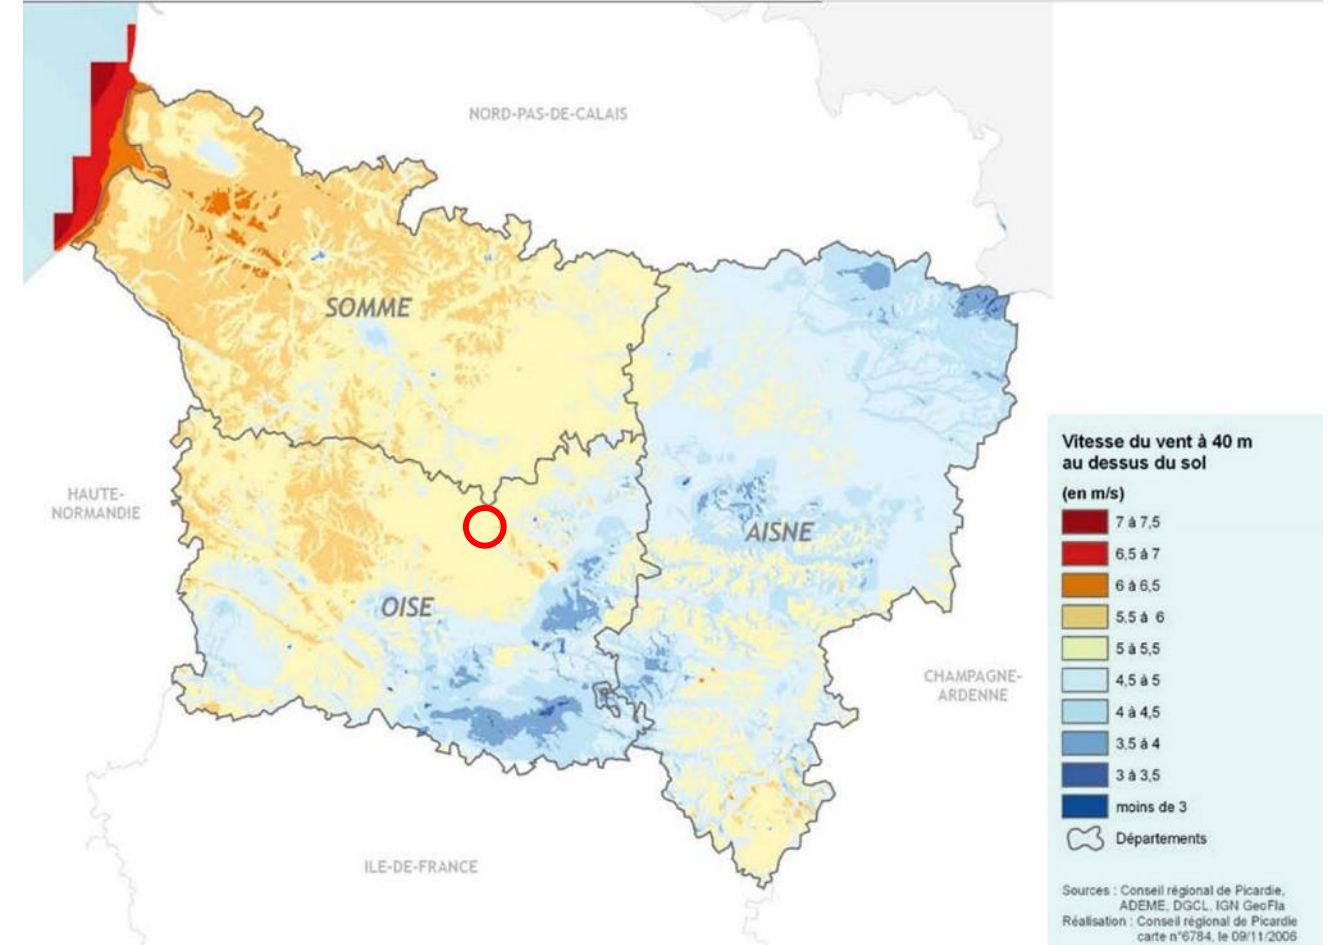 NORD-PAS-DE-CALAIS
SOMME
HAUTE-
NORMANDIE
AISNE
OISE
CHAMPAGNE-
ARDENNE
ILE-DE-FRANCE
Vitesse du vent à 40 m
au dessus du sol
(en m/s)
7 à 7,5
6,5 à 7
6 à 6,5
5,5 à 6
5 à 5,5
4,5 à 5
4 à 4,5
3,5 à 4
3 à 3,5
moins de 3
Départements
Sources : Conseil régional de Picardie,
ADEME, DGCL, IGN GeoFla
Réalisation : Conseil régional de Picardie
carte n°6784, le 09/11/2006